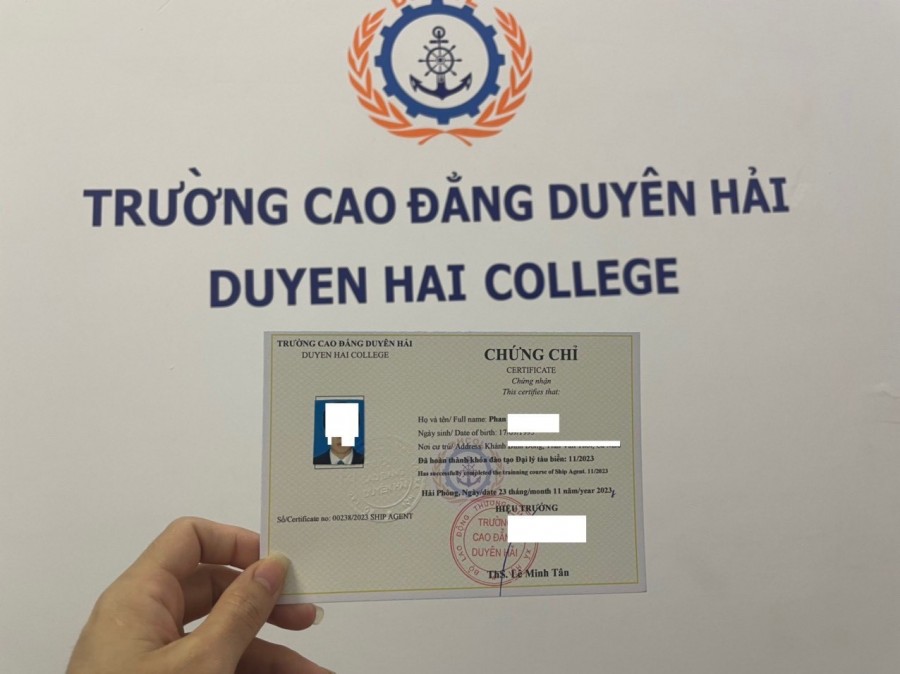 TRƯỜNG CAO ĐẲNG DUYÊN HẢI
DUYEN HAI COLLEGE
TRƯỜNG CAO ĐẲNG DUYÊN HẢI
DUYEN HAI COLLEGE
CHỨNG CHỈ
CERTIFICATE
Chứng nhận
This certifies that:
Họ và tên/ Full name: Phan
Ngày sinh/ Date of birth:
Nơi cư trú/ Address: Khánh
Đã hoàn thành khóa đào tạo Đại lý tàu biển: 11/2023
Has successfully completed the trainning course of Ship Agent. 11/2023
Hải Phòng, Ngày/date 23 tháng/month 11 năm/year 2023
HIỆU TRƯỞNG
Số/Certificate no: 00238/2023 SHIP AGENT
TRƯỜNG
CAO ĐẲNG
DUYÊN HẢI
ThS. Lê Minh Tân